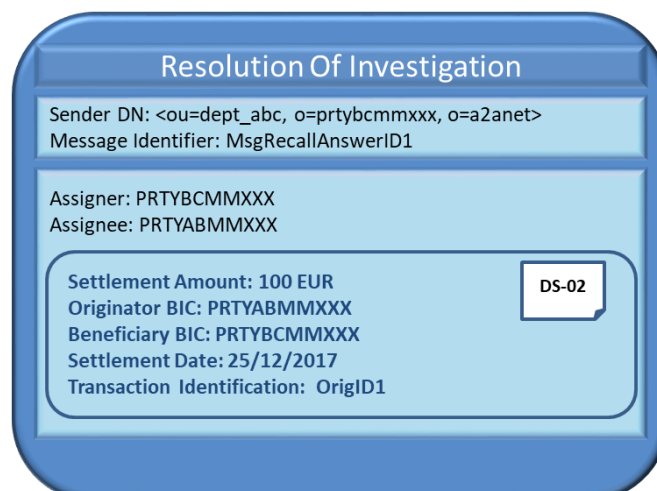 Resolution Of Investigation
Sender DN: <ou=dept_abc, o=prtybcmmxxx, o=a2anet>
Message Identifier: MsgRecallAnswerID1
Assigner: PRTYBCMMXXX
Assignee: PRTYABMMXXX
Settlement Amount: 100 EUR
DS-02
Originator BIC: PRTYABMMXXX
Beneficiary BIC: PRTYBCMMXXX
Settlement Date: 25/12/2017
Transaction Identification: OrigID1